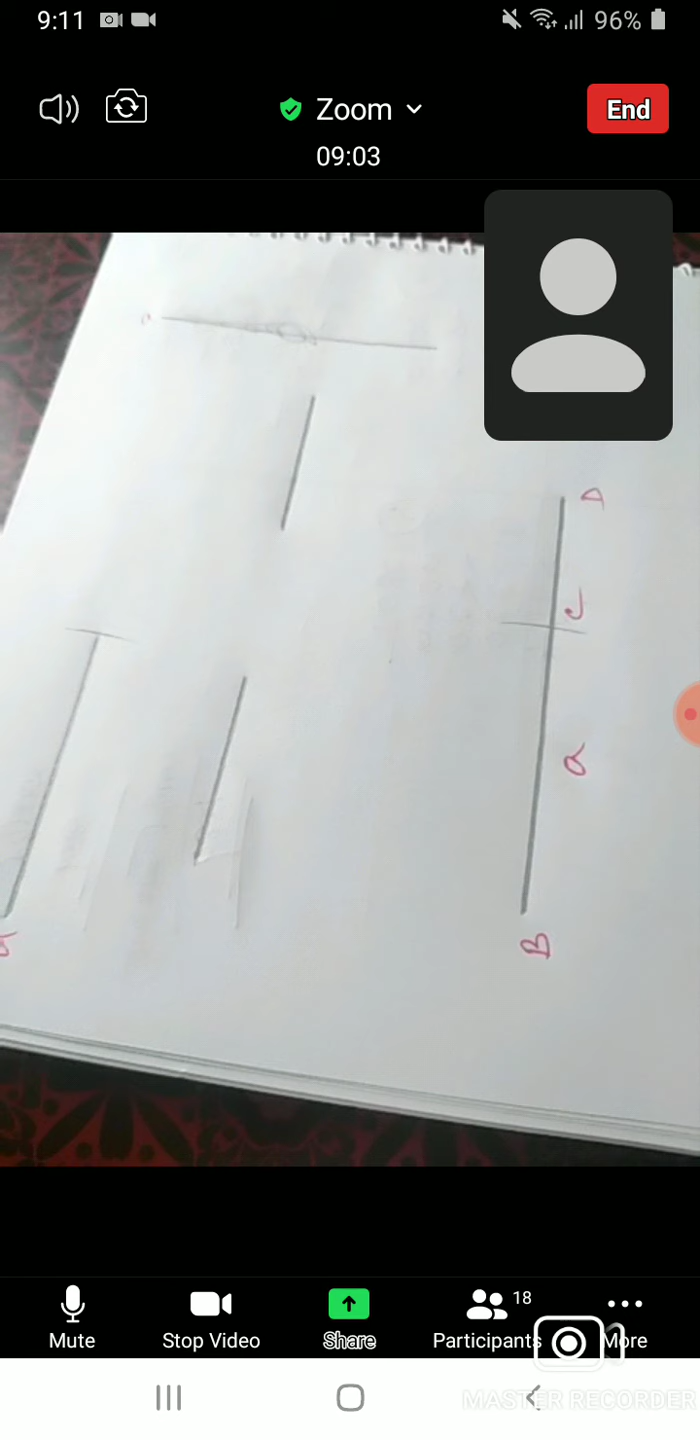 9:11
96%
Zoom
End
09:03
D
C
a
B
Mute
Stop Video
Share
Participants
18
More
MASTER RECORDER